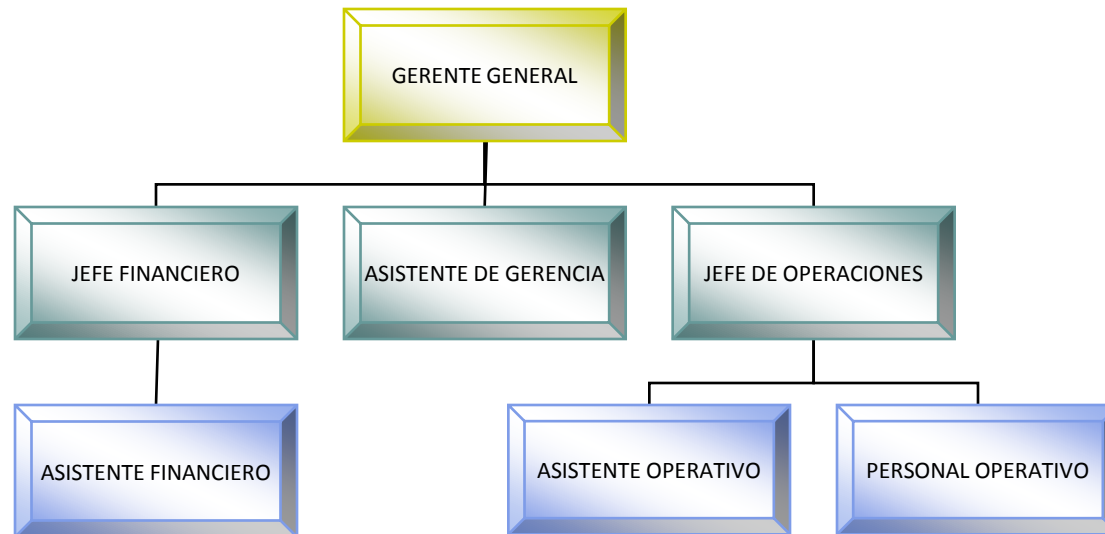 GERENTE GENERAL
JEFE FINANCIERO
ASISTENTE DE GERENCIA
JEFE DE OPERACIONES
ASISTENTE FINANCIERO
ASISTENTE OPERATIVO
PERSONAL OPERATIVO